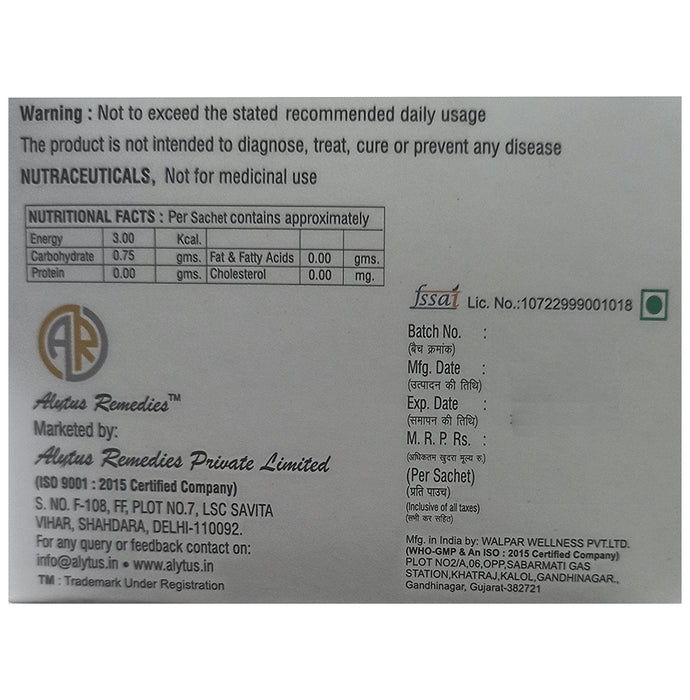 Warning : Not to exceed the stated recommended daily usage
The product is not intended to diagnose, treat, cure or prevent any disease
NUTRACEUTICALS, Not for medicinal use
NUTRITIONAL FACTS : Per Sachet contains approximately
Energy 3.00 Kcal.
Carbohydrate 0.75 gms. Fat & Fatty Acids 0.00 gms.
Protein 0.00 gms. Cholesterol 0.00 mg.
fssai Lic. No.:10722999001018
AR
Alytus Remedies™
Marketed by:
Alytus Remedies Private Limited
(ISO 9001 : 2015 Certified Company)
S. NO. F-108, FF, PLOT NO.7, LSC SAVITA
VIHAR, SHAHDARA, DELHI-110092.
For any query or feedback contact on:
info@alytus.in • www.alytus.in
TM : Trademark Under Registration
Batch No. :
(बैच क्रमांक)
Mfg. Date :
(उत्पादन की तिथि)
Exp. Date :
(समापन की तिथि)
M. R. P. Rs. :
(अधिकतम खुदरा मूल्य रु.)
(Per Sachet)
(प्रति पाउच)
(Inclusive of all taxes)
(सभी कर सहित)
Mfg. in India by: WALPAR WELLNESS PVT.LTD.
(WHO-GMP & An ISO : 2015 Certified Company)
PLOT NO2/A,06,OPP,SABARMATI GAS
STATION,KHATRAJ,KALOL,GANDHINAGAR.,
Gandhinagar, Gujarat-382721